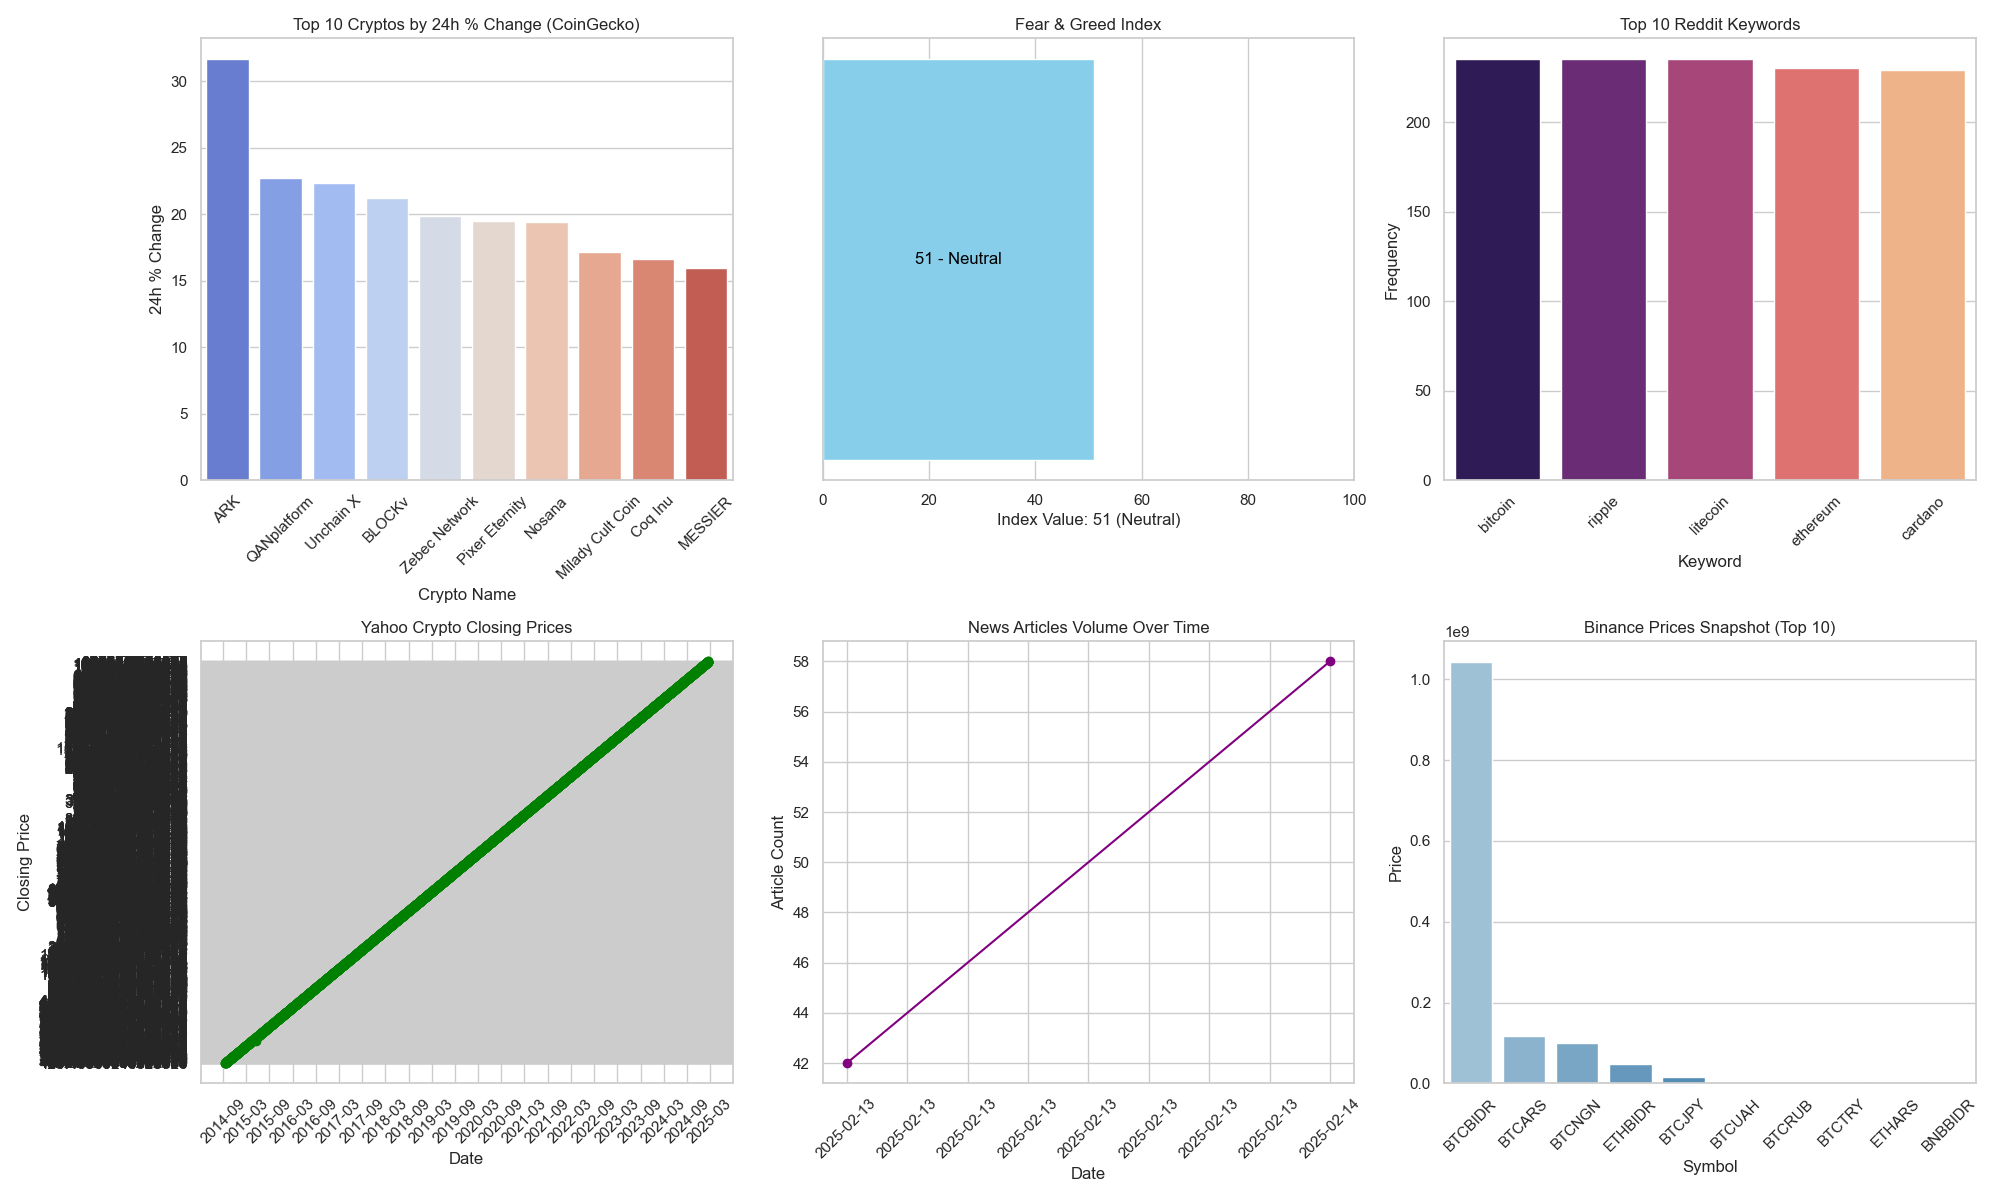 Top 10 Cryptos by 24h % Change (CoinGecko)
24h % Change
30
25
20
15
10
5
0
ARK
QANplatform
Unchain X
BLOCKv
Zebec Network
Pixer Eternity
Nosana
Milady Cult Coin
Coq Inu
MESSIER
Crypto Name
Fear & Greed Index
51 - Neutral
0 20 40 60 80 100
Index Value: 51 (Neutral)
Top 10 Reddit Keywords
Frequency
200
150
100
50
0
bitcoin
ripple
litecoin
ethereum
cardano
Keyword
Yahoo Crypto Closing Prices
Closing Price
2014-09
2015-03
2015-09
2016-03
2016-09
2017-03
2017-09
2018-03
2018-09
2019-03
2019-09
2020-03
2020-09
2021-03
2021-09
2022-03
2022-09
2023-03
2023-09
2024-03
2024-09
2025-03
Date
News Articles Volume Over Time
Article Count
58
56
54
52
50
48
46
44
42
2025-02-13
2025-02-13
2025-02-13
2025-02-13
2025-02-13
2025-02-13
2025-02-13
2025-02-13
2025-02-14
Date
Binance Prices Snapshot (Top 10)
1e9
Price
1.0
0.8
0.6
0.4
0.2
0.0
BTCBIDR
BTCARS
BTCNGN
ETHBIDR
BTCJPY
BTCUAH
BTCRUB
BTCTRY
ETHARS
BNBBIDR
Symbol